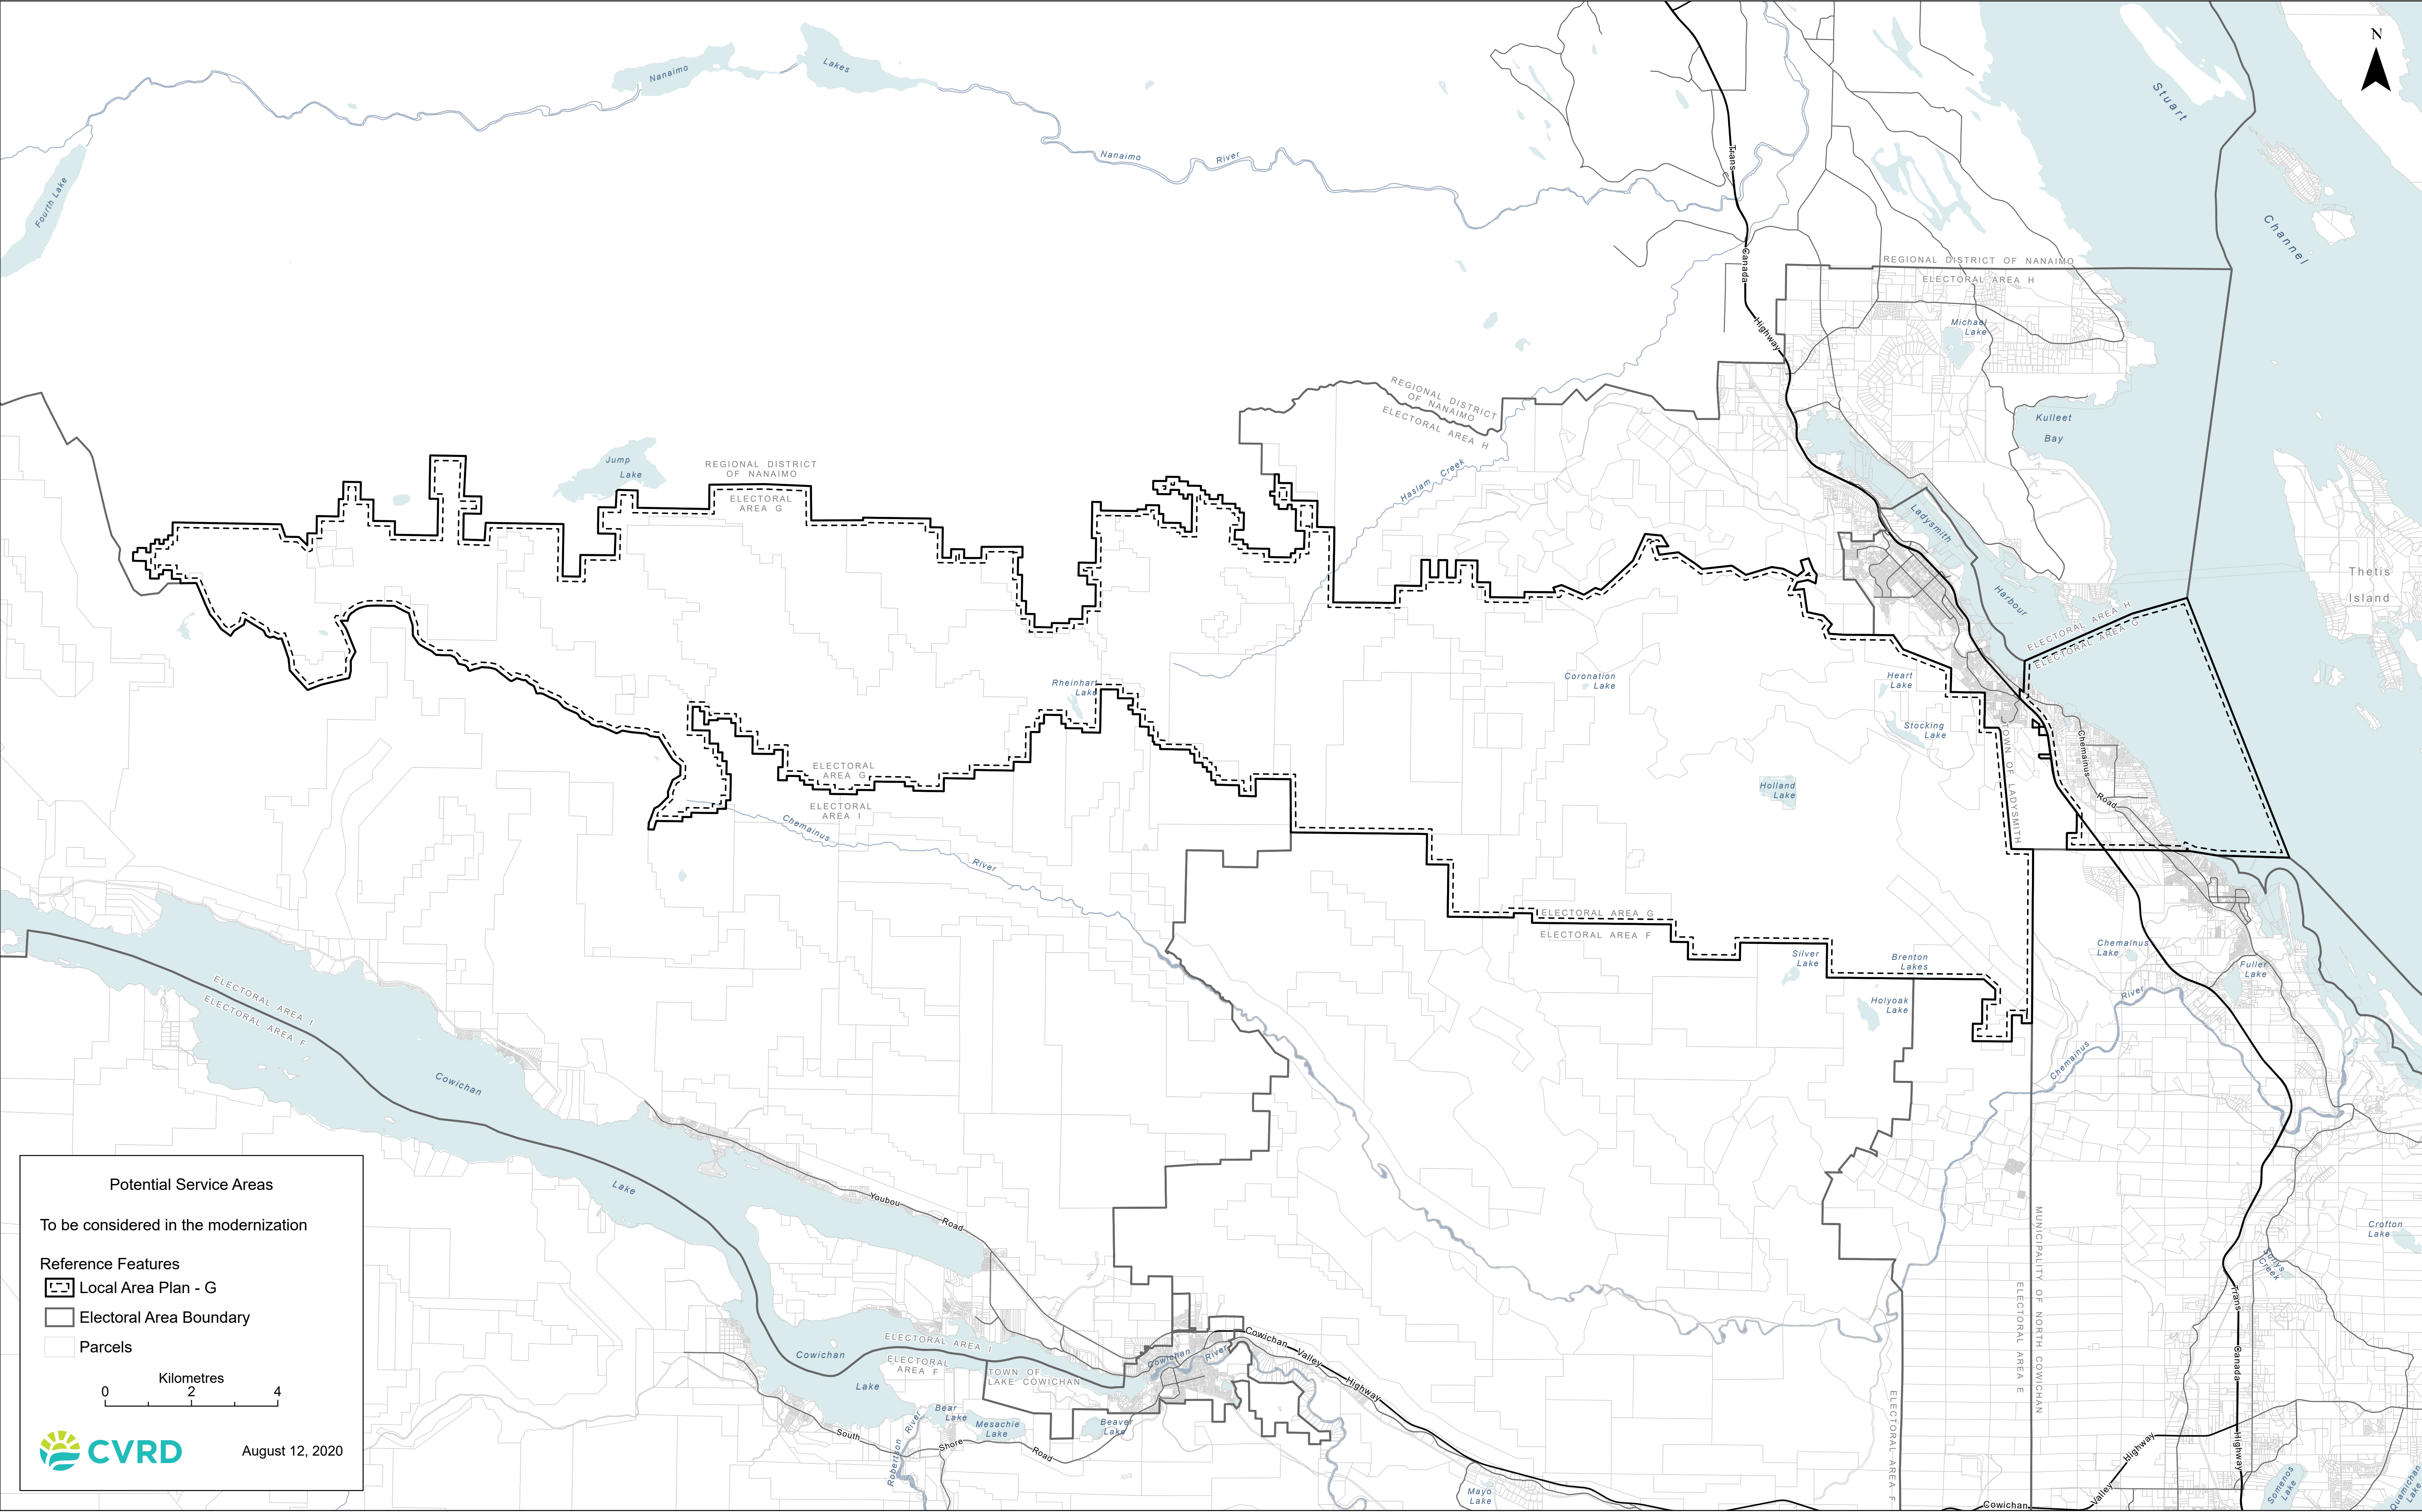 N
Nanaimo
Lakes
Stuart
Channel
Fourth Lake
Nanaimo
River
Trans
Canada
Highway
REGIONAL DISTRICT OF NANAIMO
ELECTORAL AREA H
Michael
Lake
REGIONAL DISTRICT
OF NANAIMO
ELECTORAL AREA H
Kulleet
Bay
Jump
Lake
REGIONAL DISTRICT
OF NANAIMO
ELECTORAL
AREA G
Haslam Creek
Ladysmith
Harbour
Thetis
Island
ELECTORAL AREA H
ELECTORAL AREA G
Rheinhart
Lake
Coronation
Lake
Heart
Lake
Stocking
Lake
TOWN OF LADYSMITH
Chemainus
Road
Holland
Lake
ELECTORAL
AREA G
ELECTORAL
AREA I
Chemainus
River
ELECTORAL AREA G
ELECTORAL AREA F
Silver
Lake
Brenton
Lakes
Holyoak
Lake
Chemainus
Lake
Fuller
Lake
River
Chemainus
ELECTORAL AREA I
ELECTORAL AREA F
Cowichan
Lake
Youbou
Road
Crofton
Lake
MUNICIPALITY OF NORTH COWICHAN
ELECTORAL AREA E
ELECTORAL AREA F
Trans
Canada
Highway
Cowichan
Lake
ELECTORAL AREA I
ELECTORAL
AREA F
TOWN OF
LAKE COWICHAN
Cowichan
River
Cowichan
Valley
Highway
Bear
Lake
Mesachie
Lake
Beaver
Lake
Robertson
River
South
Shore
Road
Mayo
Lake
Cowichan
Valley
Highway
Somenos
Lake
Quamichan
Lake
Potential Service Areas
To be considered in the modernization
Reference Features
Local Area Plan - G
Electoral Area Boundary
Parcels
Kilometres
0 2 4
CVRD
August 12, 2020